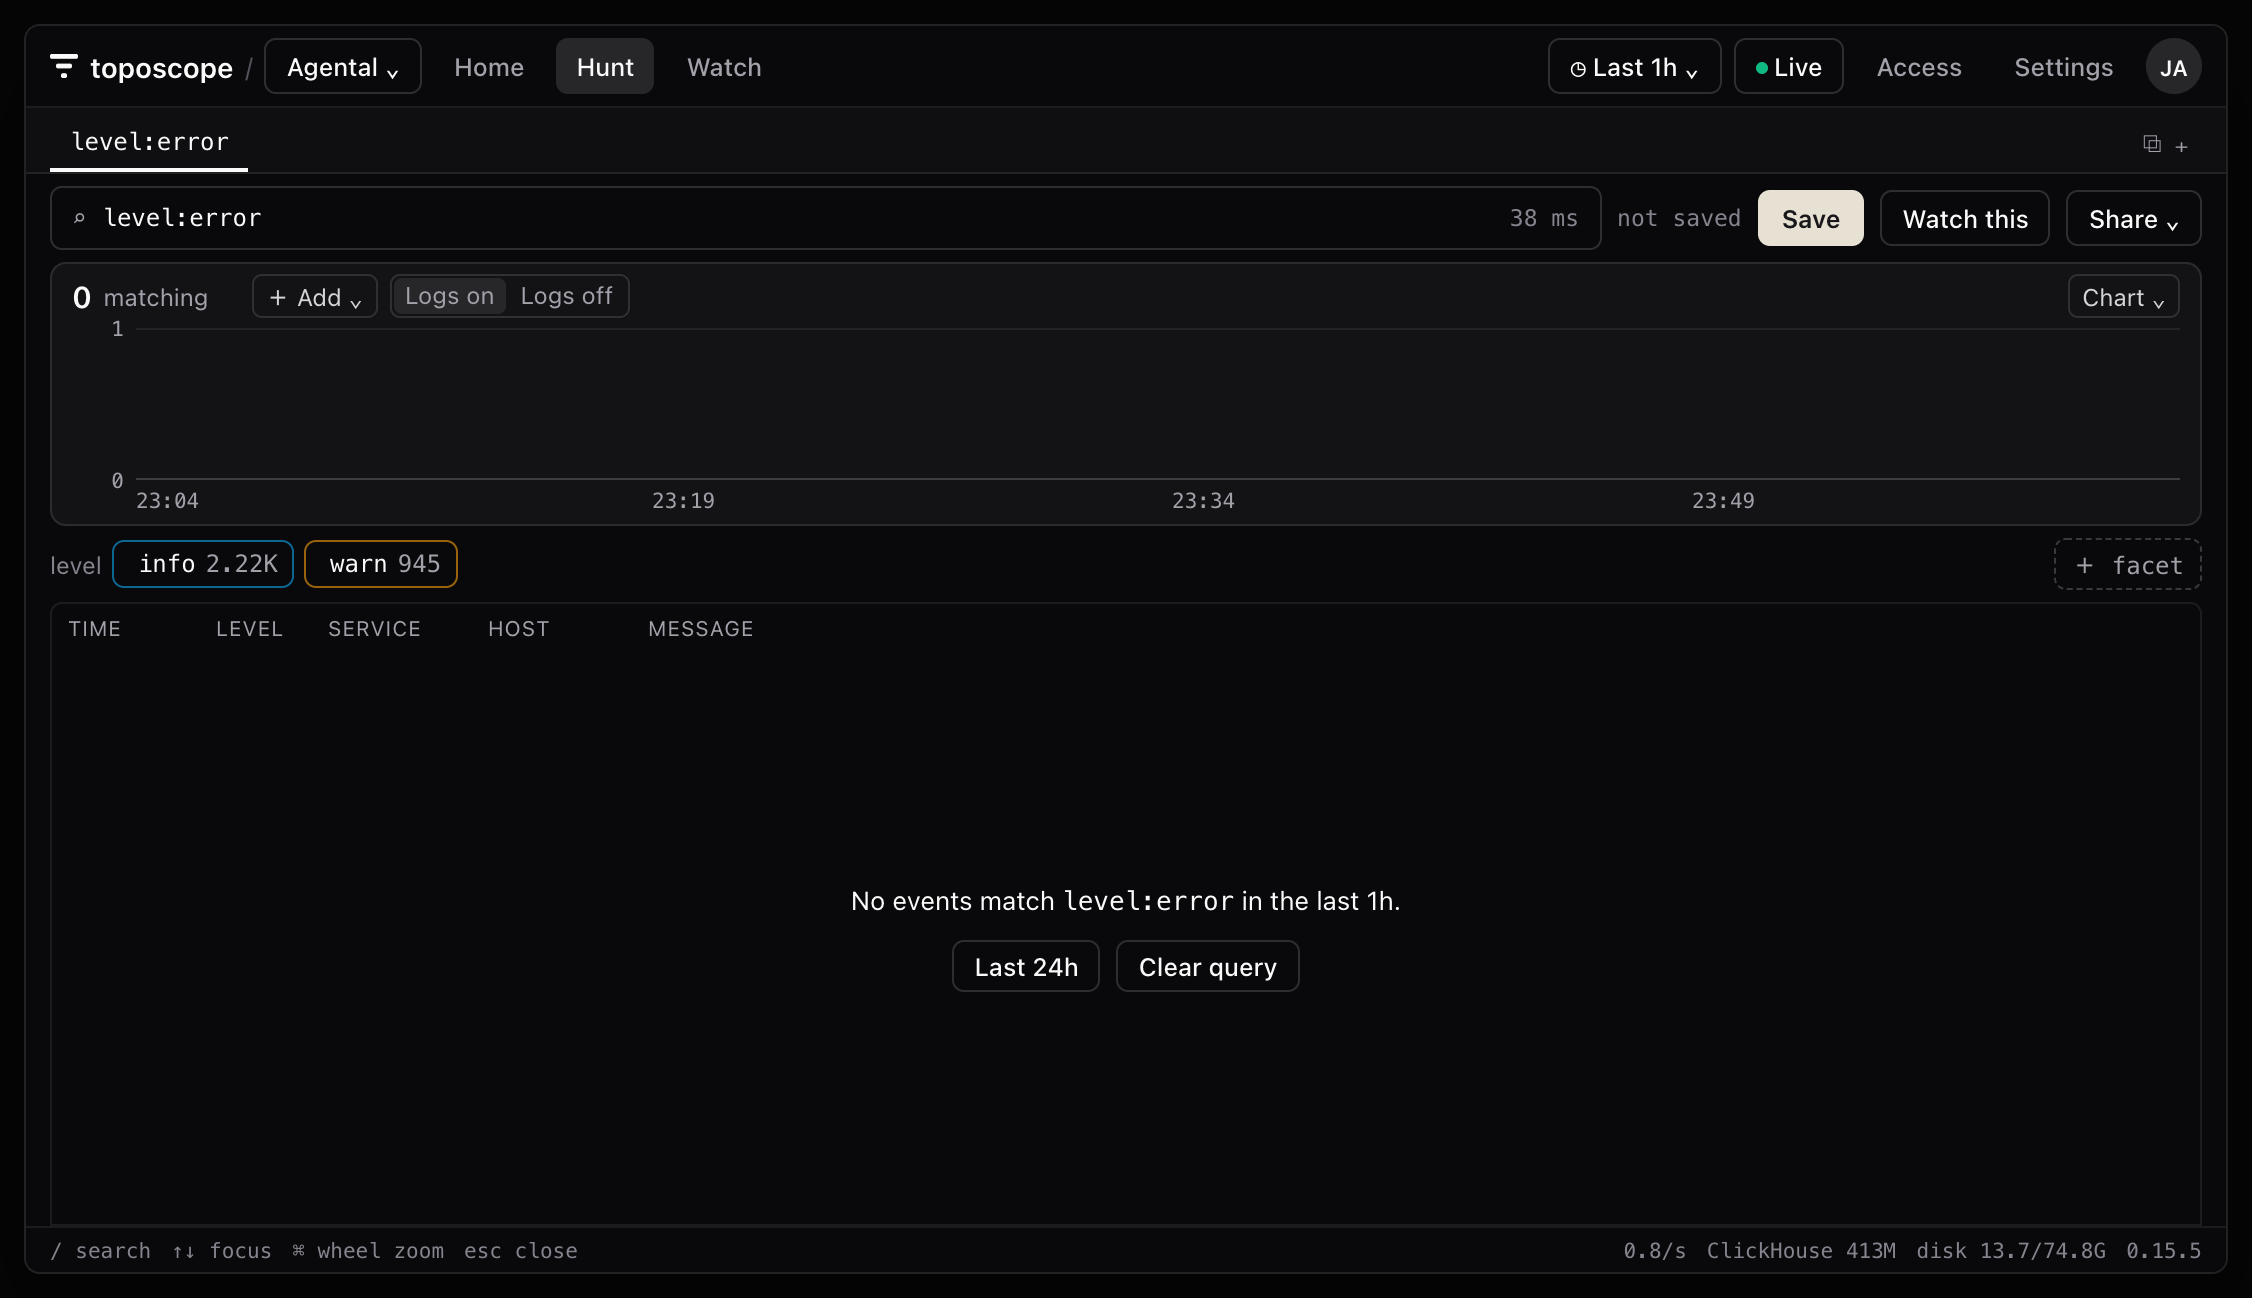 toposcope / Agental Home Hunt Watch Last 1h Live Access Settings JA
level:error +
level:error 38 ms not saved Save Watch this Share
0 matching + Add Logs on Logs off Chart
1
0
23:04 23:19 23:34 23:49
level info 2.22K warn 945 + facet
TIME LEVEL SERVICE HOST MESSAGE
No events match level:error in the last 1h.
Last 24h Clear query
/ search ↑↓ focus ⌘ wheel zoom esc close 0.8/s ClickHouse 413M disk 13.7/74.8G 0.15.5